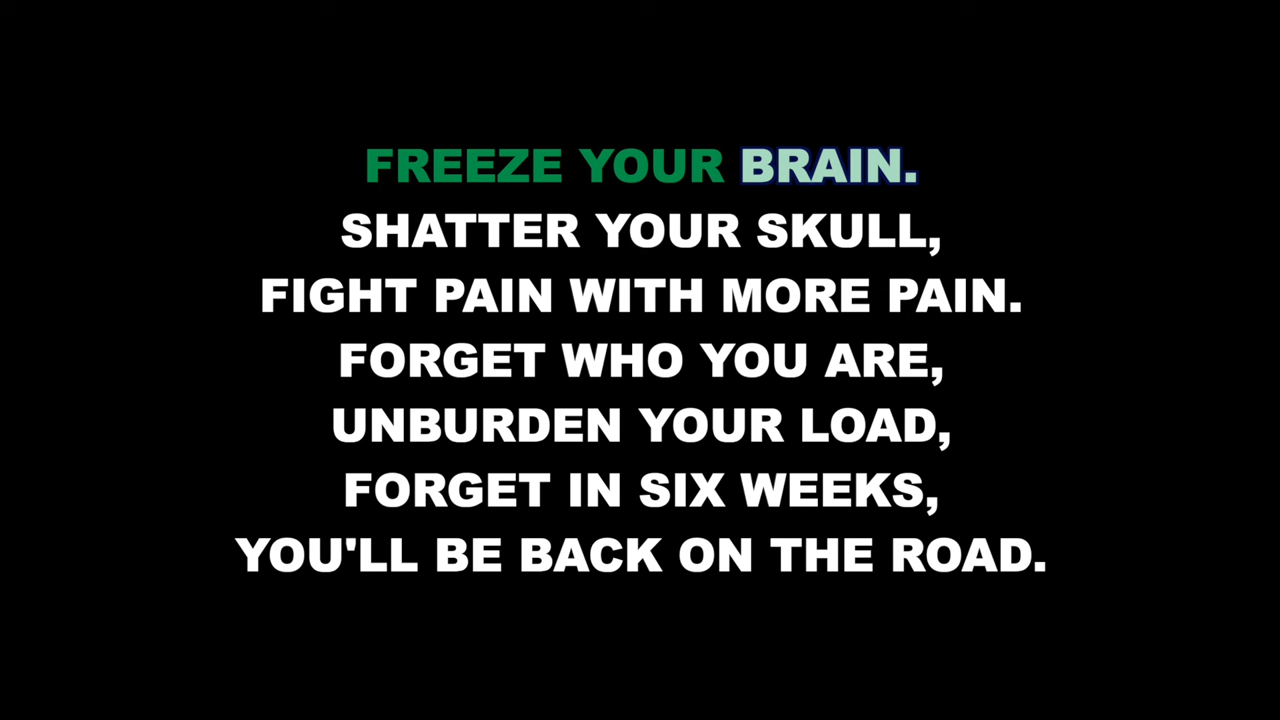 FREEZE YOUR BRAIN.
SHATTER YOUR SKULL,
FIGHT PAIN WITH MORE PAIN.
FORGET WHO YOU ARE,
UNBURDEN YOUR LOAD,
FORGET IN SIX WEEKS,
YOU'LL BE BACK ON THE ROAD.